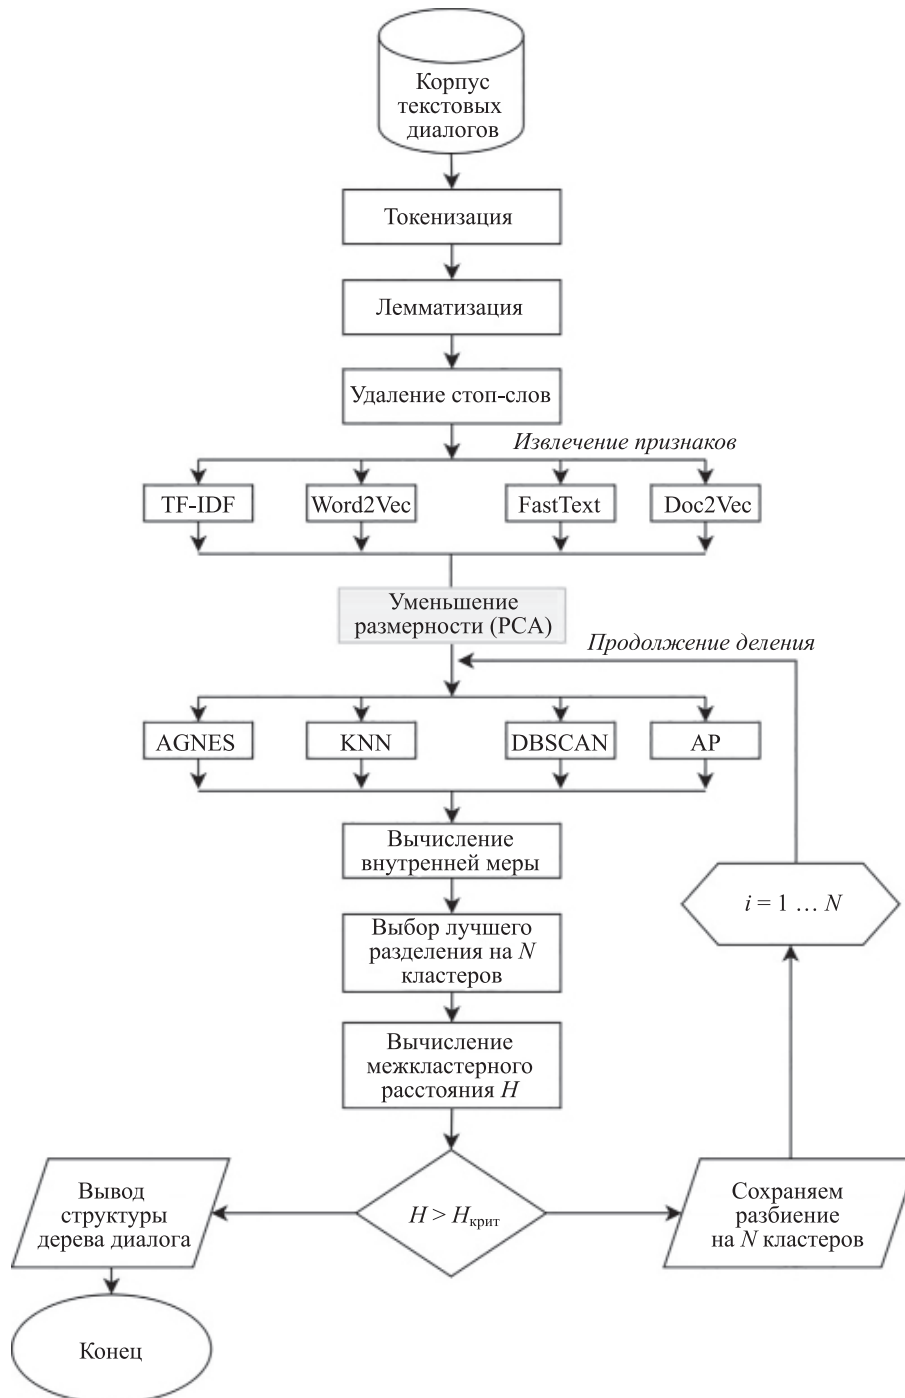 Корпус
текстовых
диалогов
Токенизация
Лемматизация
Удаление стоп-слов
Извлечение признаков
TF-IDF
Word2Vec
FastText
Doc2Vec
Уменьшение
размерности (PCA)
Продолжение деления
AGNES
KNN
DBSCAN
AP
Вычисление
внутренней меры
i = 1 … N
Выбор лучшего
разделения на N
кластеров
Вычисление
межкластерного
расстояния H
Вывод
структуры
дерева диалога
H > Hкрит
Сохраняем
разбиение
на N кластеров
Конец